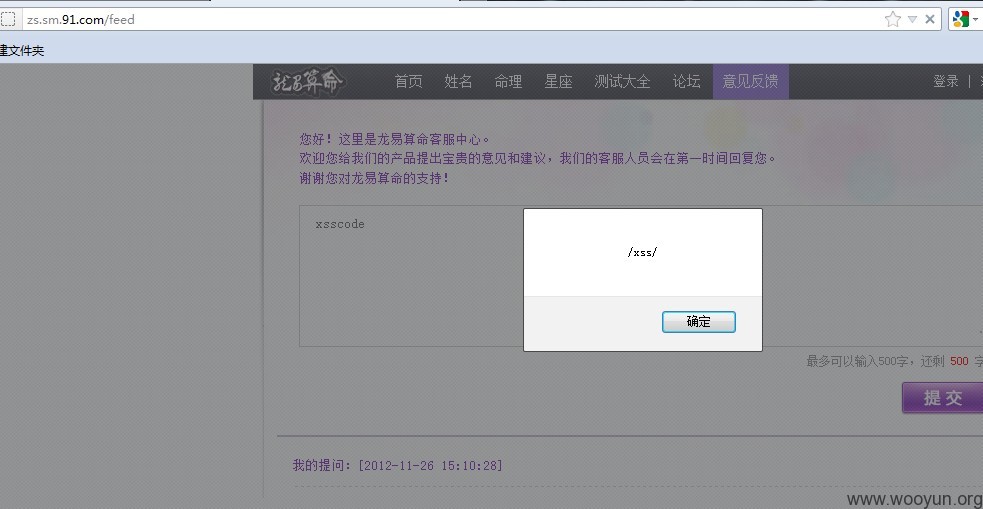 zs.sm.91.com/feed
建文件夹
龙易算命 首页 姓名 命理 星座 测试大全 论坛 意见反馈 登录 |
您好！这里是龙易算命客服中心。
欢迎您给我们的产品提出宝贵的意见和建议，我们的客服人员会在第一时间回复您。
谢谢您对龙易算命的支持！
xsscode
/xss/
确定
最多可以输入500字，还剩 500 字
提交
我的提问：[2012-11-26 15:10:28]
www.wooyun.org